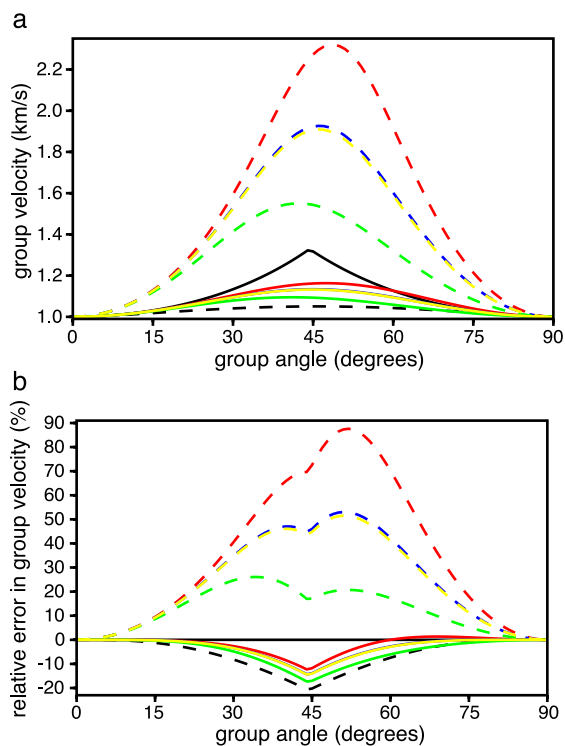 a
group velocity (km/s)
2.2
2.0
1.8
1.6
1.4
1.2
1.0
0 15 30 45 60 75 90
group angle (degrees)
b
relative error in group velocity (%)
90
80
70
60
50
40
30
20
10
0
-10
-20
0 15 30 45 60 75 90
group angle (degrees)